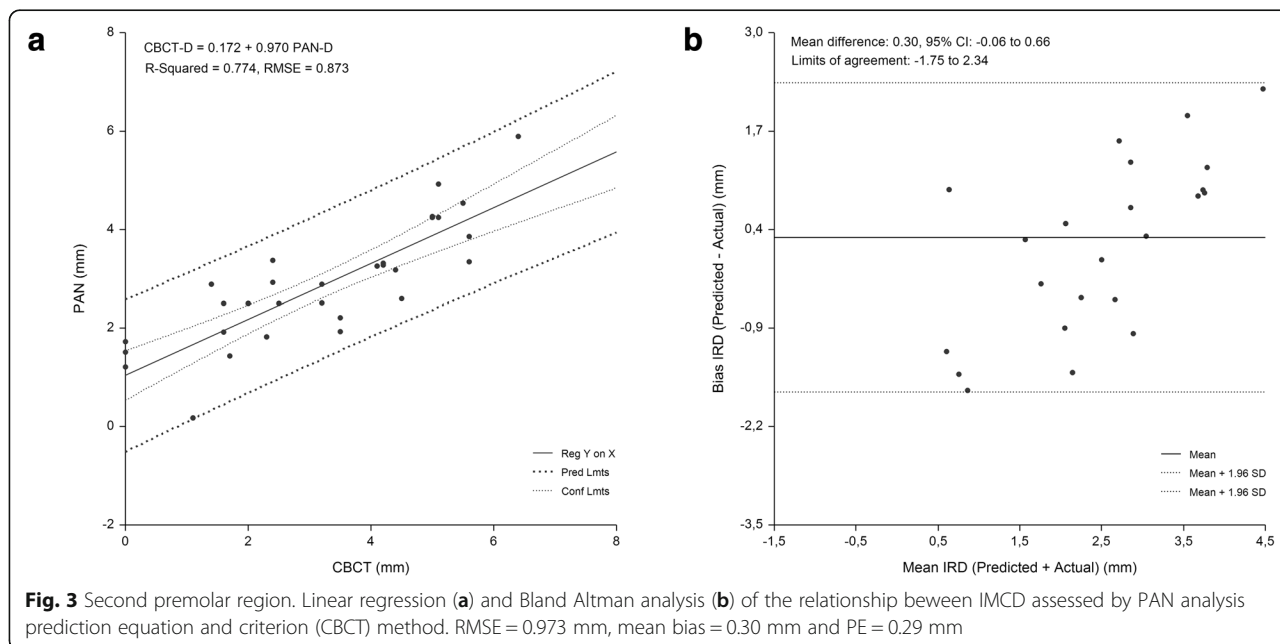 a
CBCT-D = 0.172 + 0.970 PAN-D
R-Squared = 0.774, RMSE = 0.873
8
6
4
2
0
-2
PAN (mm)
0
2
4
6
8
CBCT (mm)
Reg Y on X
Pred Lmts
Conf Lmts
b
Mean difference: 0.30, 95% CI: -0.06 to 0.66
Limits of agreement: -1.75 to 2.34
3,0
1,7
0,4
-0,9
-2,2
-3,5
Bias IRD (Predicted - Actual) (mm)
-1,5
-0,5
0,5
1,5
2,5
3,5
4,5
Mean IRD (Predicted + Actual) (mm)
Mean
Mean + 1.96 SD
Mean + 1.96 SD
Fig. 3 Second premolar region. Linear regression (a) and Bland Altman analysis (b) of the relationship beween IMCD assessed by PAN analysis
prediction equation and criterion (CBCT) method. RMSE = 0.973 mm, mean bias = 0.30 mm and PE = 0.29 mm